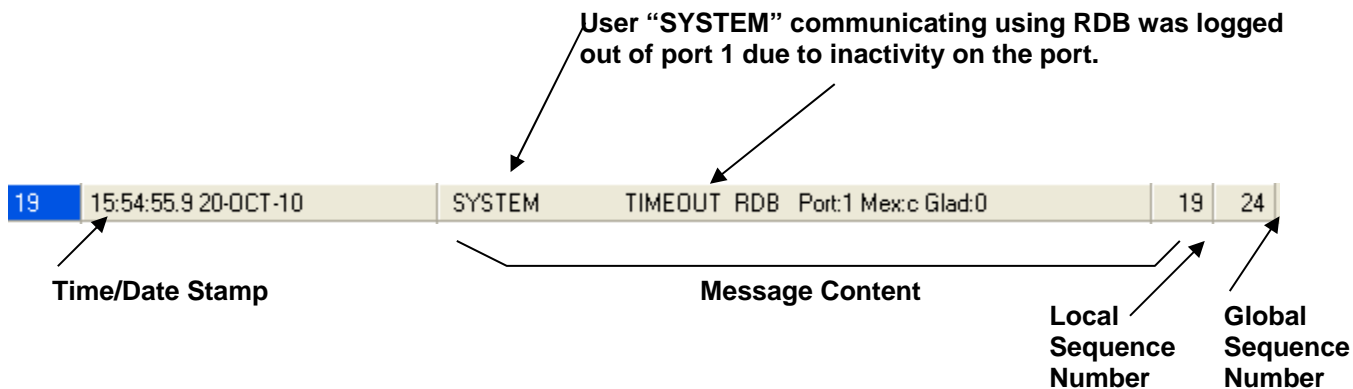 User “SYSTEM” communicating using RDB was logged
out of port 1 due to inactivity on the port.
19 15:54:55.9 20-OCT-10 SYSTEM TIMEOUT RDB Port:1 Mex:c Glad:0 19 24
Time/Date Stamp
Message Content
Local
Sequence
Number
Global
Sequence
Number